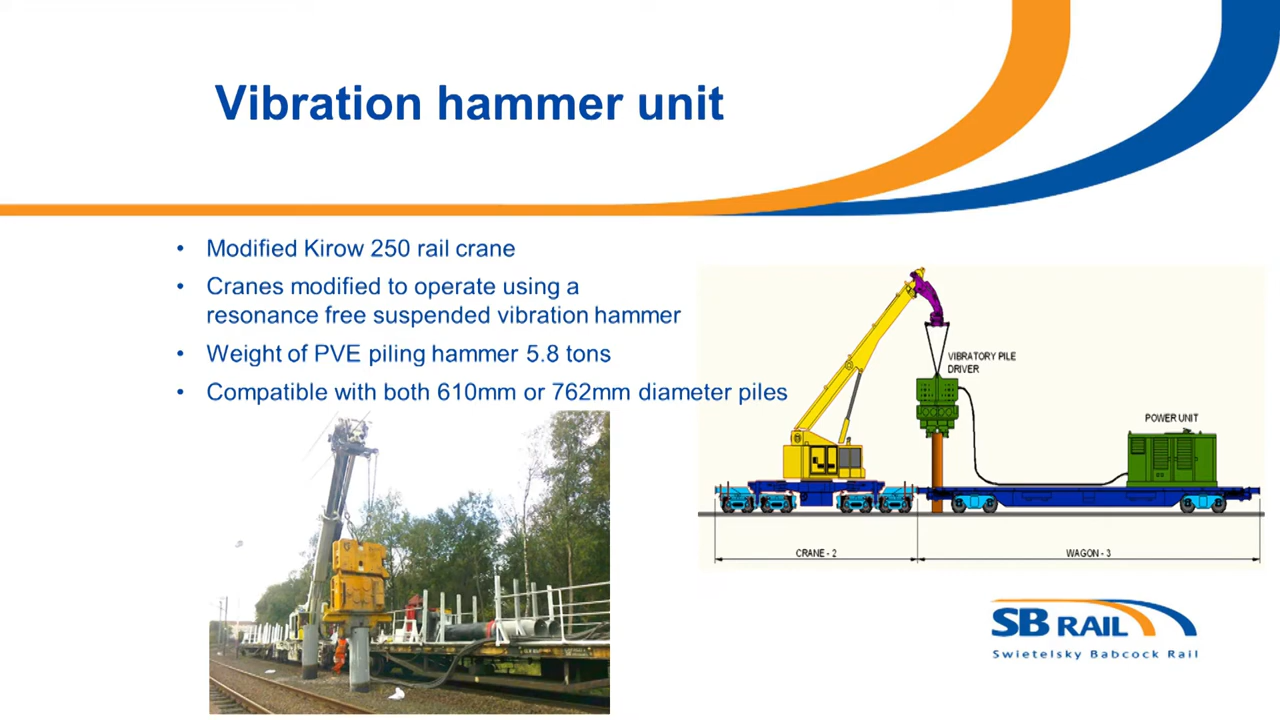 Vibration hammer unit
• Modified Kirow 250 rail crane
• Cranes modified to operate using a
resonance free suspended vibration hammer
• Weight of PVE piling hammer 5.8 tons
• Compatible with both 610mm or 762mm diameter piles
VIBRATORY PILE
DRIVER
POWER UNIT
CRANE - 2
WAGON - 3
SB RAIL
Swietelsky Babcock Rail